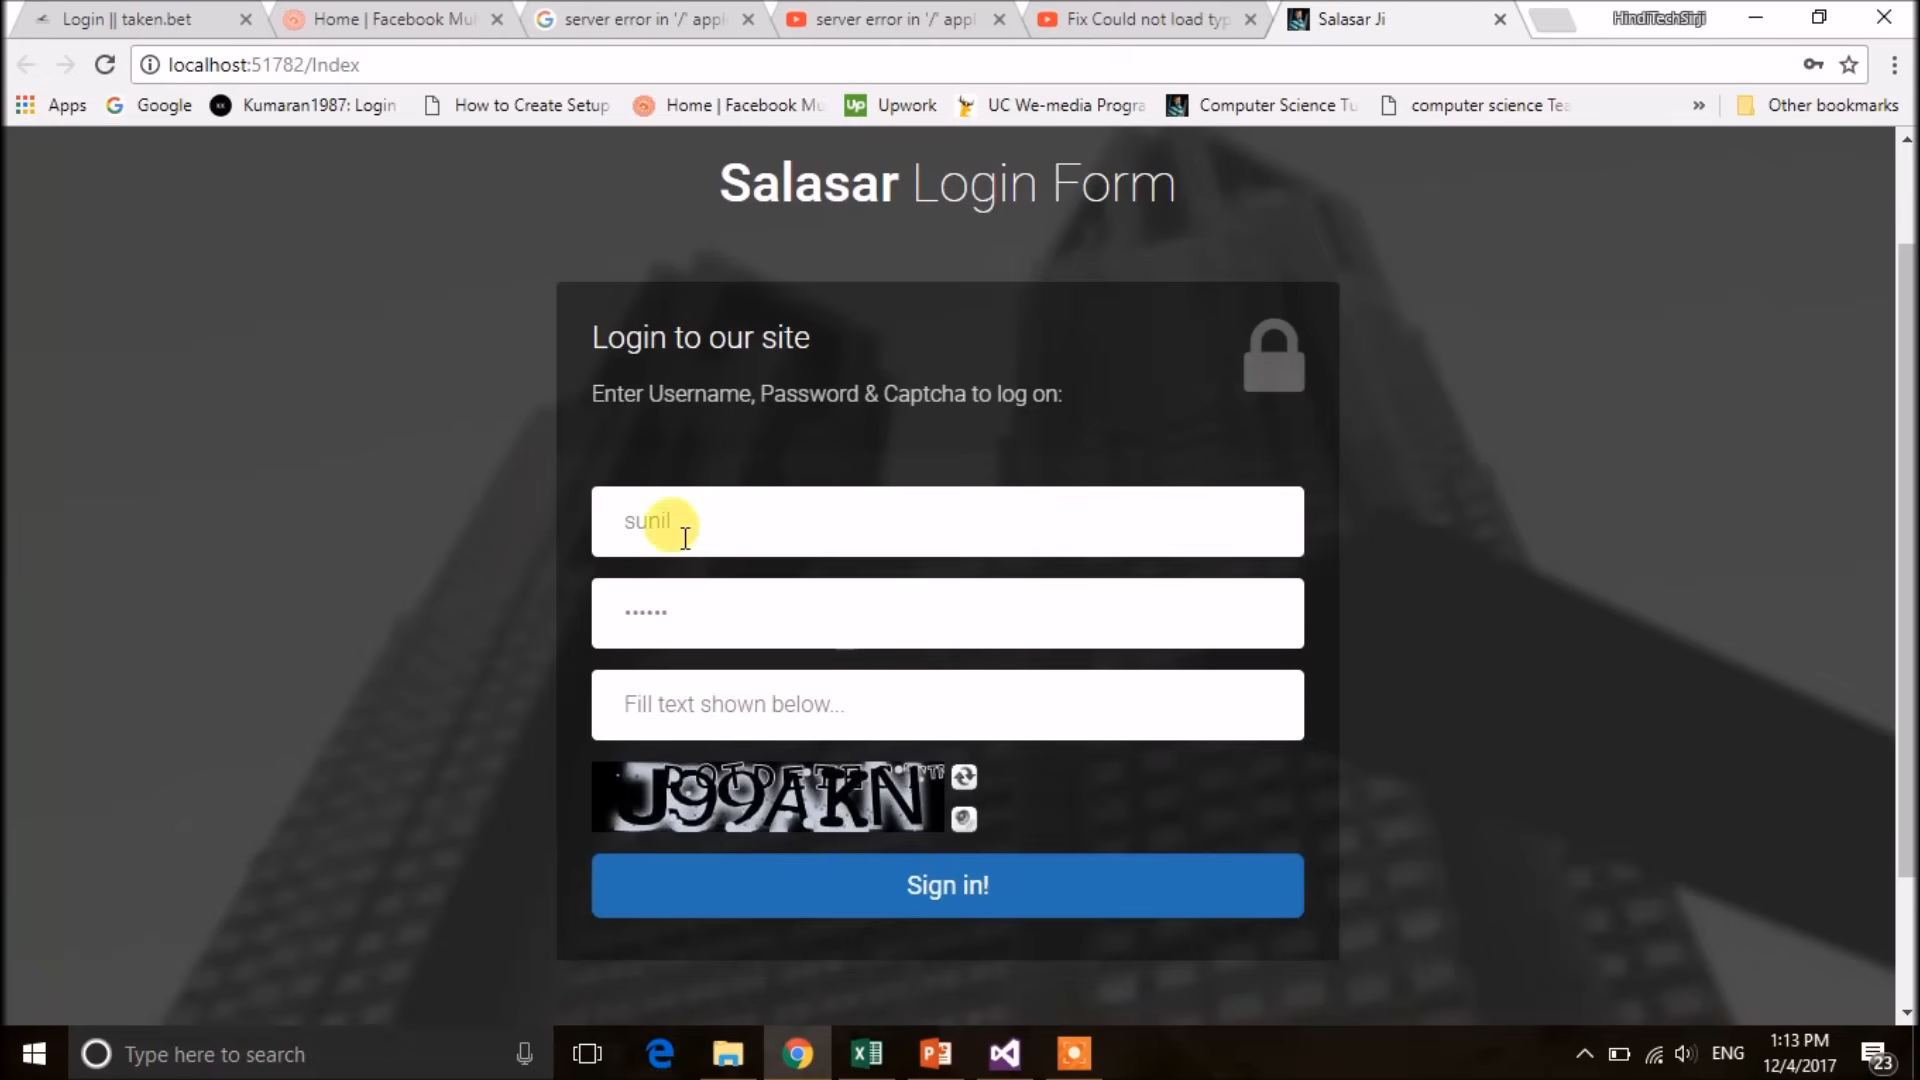 Login || taken.bet
Home | Facebook Mu
server error in '/' appl
server error in '/' appl
Fix Could not load typ
Salasar Ji
HindiTechSirji
localhost:51782/Index
Apps
Google
Kumaran1987: Login
How to Create Setup
Home | Facebook Mu
Up
Upwork
UC We-media Progra
Computer Science Tu
computer science Tea
»
Other bookmarks
Salasar Login Form
Login to our site
Enter Username, Password & Captcha to log on:
sunil
••••••
Fill text shown below...
J99AKN
Sign in!
Type here to search
ENG
1:13 PM
12/4/2017
23